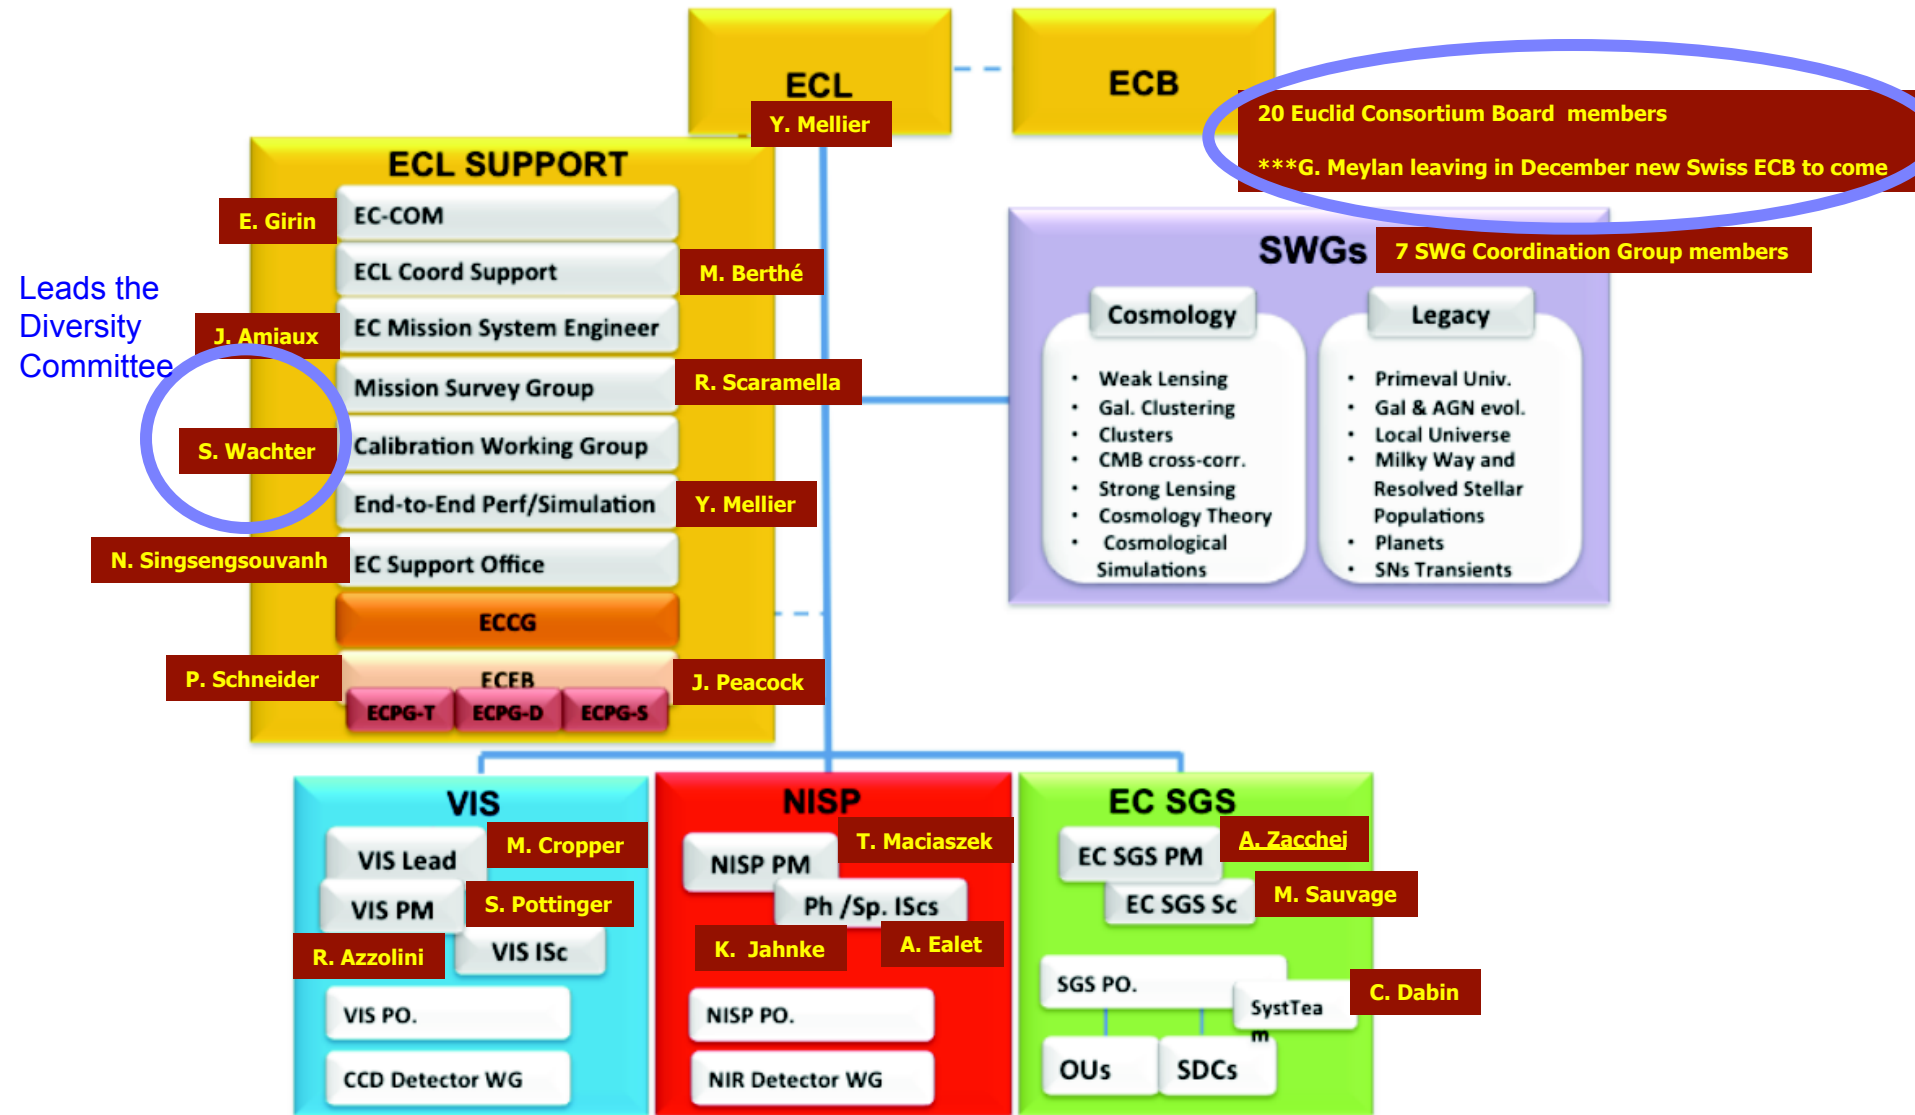 ECL
ECB
Y. Mellier
20 Euclid Consortium Board  members
***G. Meylan leaving in December new Swiss ECB to come
ECL SUPPORT
EC-COM
E. Girin
ECL Coord Support
M. Berthé
Leads the
Diversity
Committee
EC Mission System Engineer
J. Amiaux
Mission Survey Group
R. Scaramella
Calibration Working Group
S. Wachter
End-to-End Perf/Simulation
Y. Mellier
N. Singsengsouvanh
EC Support Office
ECCG
P. Schneider
ECEB
J. Peacock
ECPG-T
ECPG-D
ECPG-S
SWGs
7 SWG Coordination Group members
Cosmology
• Weak Lensing
• Gal. Clustering
• Clusters
• CMB cross-corr.
• Strong Lensing
• Cosmology Theory
• Cosmological
Simulations
Legacy
• Primeval Univ.
• Gal & AGN evol.
• Local Universe
• Milky Way and
Resolved Stellar
Populations
• Planets
• SNs Transients
VIS
VIS Lead
M. Cropper
VIS PM
S. Pottinger
R. Azzolini
VIS ISc
VIS PO.
CCD Detector WG
NISP
T. Maciaszek
NISP PM
Ph /Sp. IScs
K.  Jahnke
A. Ealet
NISP PO.
NIR Detector WG
EC SGS
EC SGS PM
A. Zacchei
EC SGS Sc
M. Sauvage
SGS PO.
SystTea
m
C. Dabin
OUs
SDCs